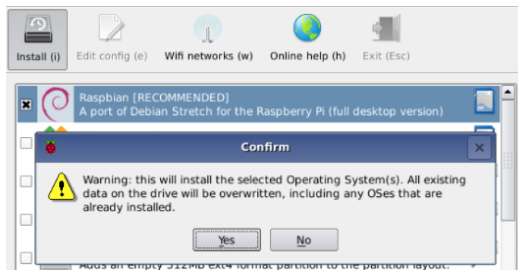 Install (i) Edit config (e) Wifi networks (w) Online help (h) Exit (Esc)
Raspbian [RECOMMENDED]
A port of Debian Stretch for the Raspberry Pi (full desktop version)
Confirm
Warning: this will install the selected Operating System(s). All existing
data on the drive will be overwritten, including any OSes that are
already installed.
Yes No
Adds an empty 512MB ext4 format partition to the partition layout.